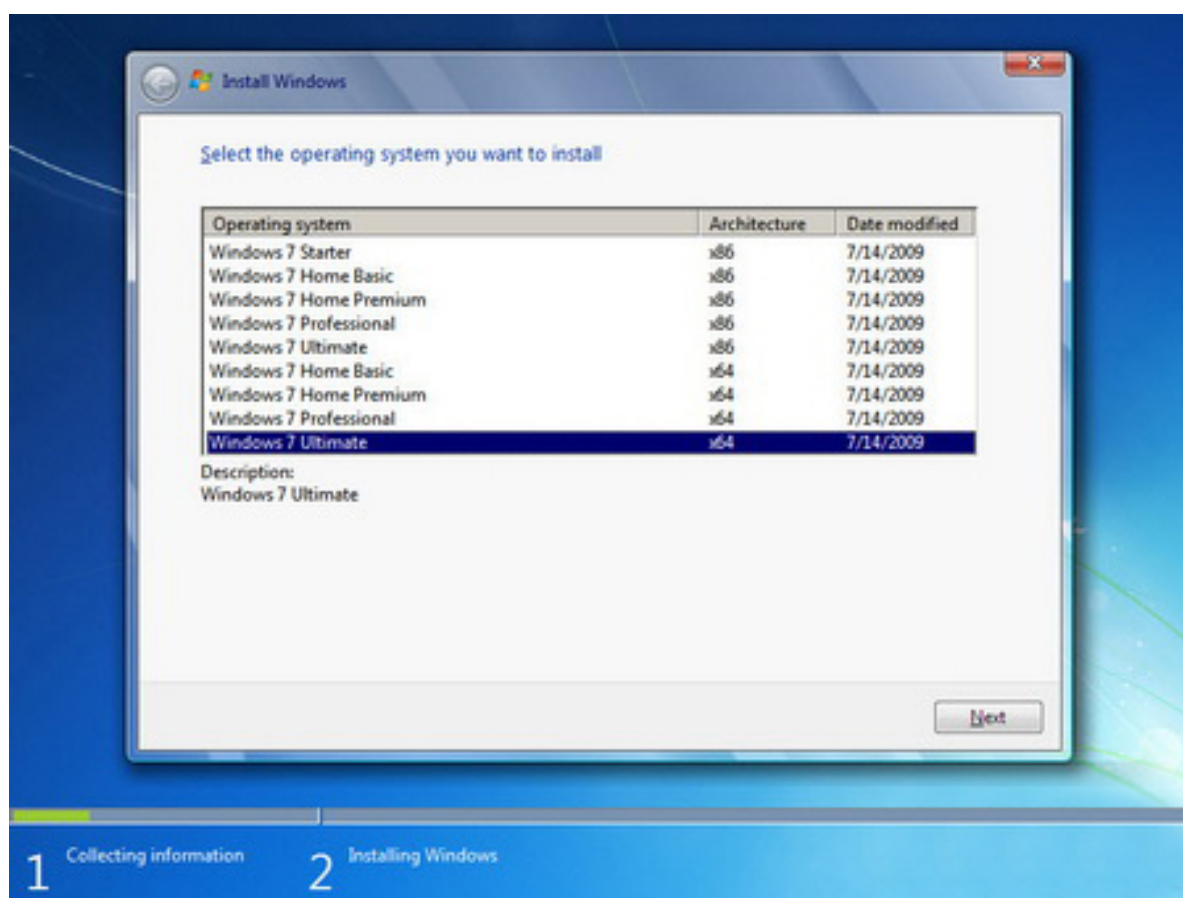 Install Windows
Select the operating system you want to install
Operating system Architecture Date modified
Windows 7 Starter x86 7/14/2009
Windows 7 Home Basic x86 7/14/2009
Windows 7 Home Premium x86 7/14/2009
Windows 7 Professional x86 7/14/2009
Windows 7 Ultimate x86 7/14/2009
Windows 7 Home Basic x64 7/14/2009
Windows 7 Home Premium x64 7/14/2009
Windows 7 Professional x64 7/14/2009
Windows 7 Ultimate x64 7/14/2009
Description:
Windows 7 Ultimate
Next
1 Collecting information 2 Installing Windows